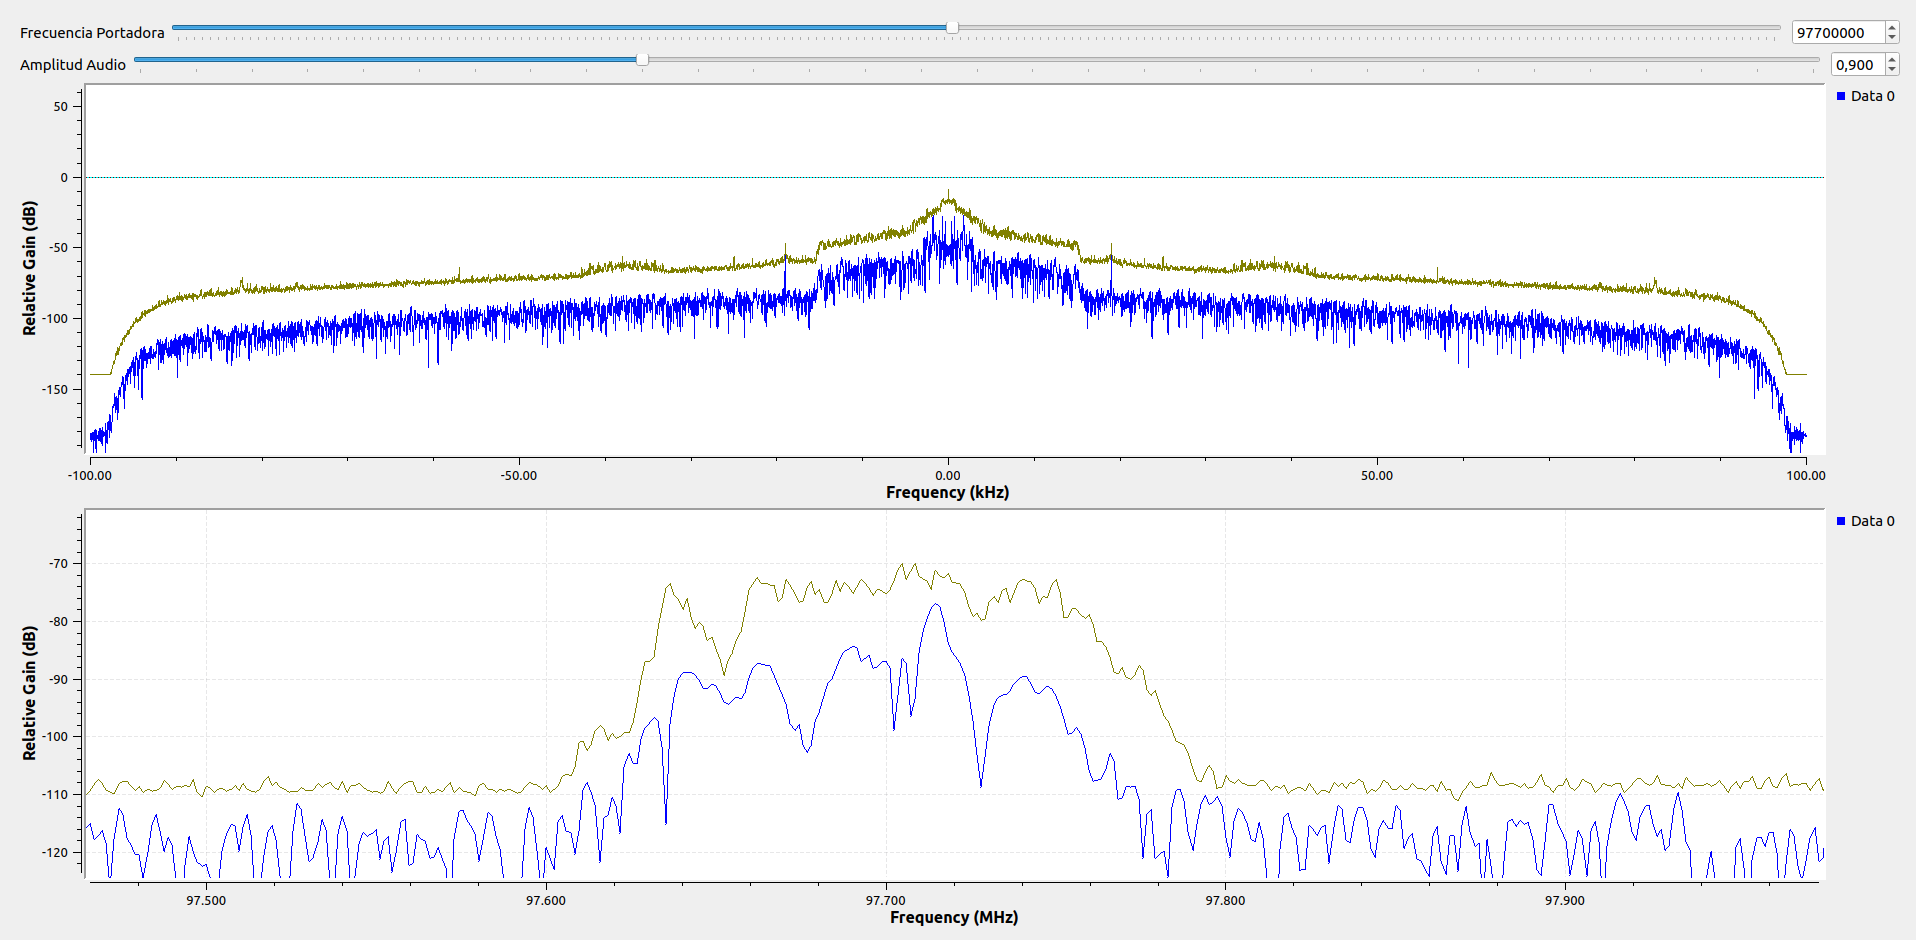 Frecuencia Portadora 97700000
Amplitud Audio 0,900
Data 0
50
0
-50
-100
-150
Relative Gain (dB)
-100.00 -50.00 0.00 50.00 100.00
Frequency (kHz)
Data 0
-70
-80
-90
-100
-110
-120
Relative Gain (dB)
97.500 97.600 97.700 97.800 97.900
Frequency (MHz)